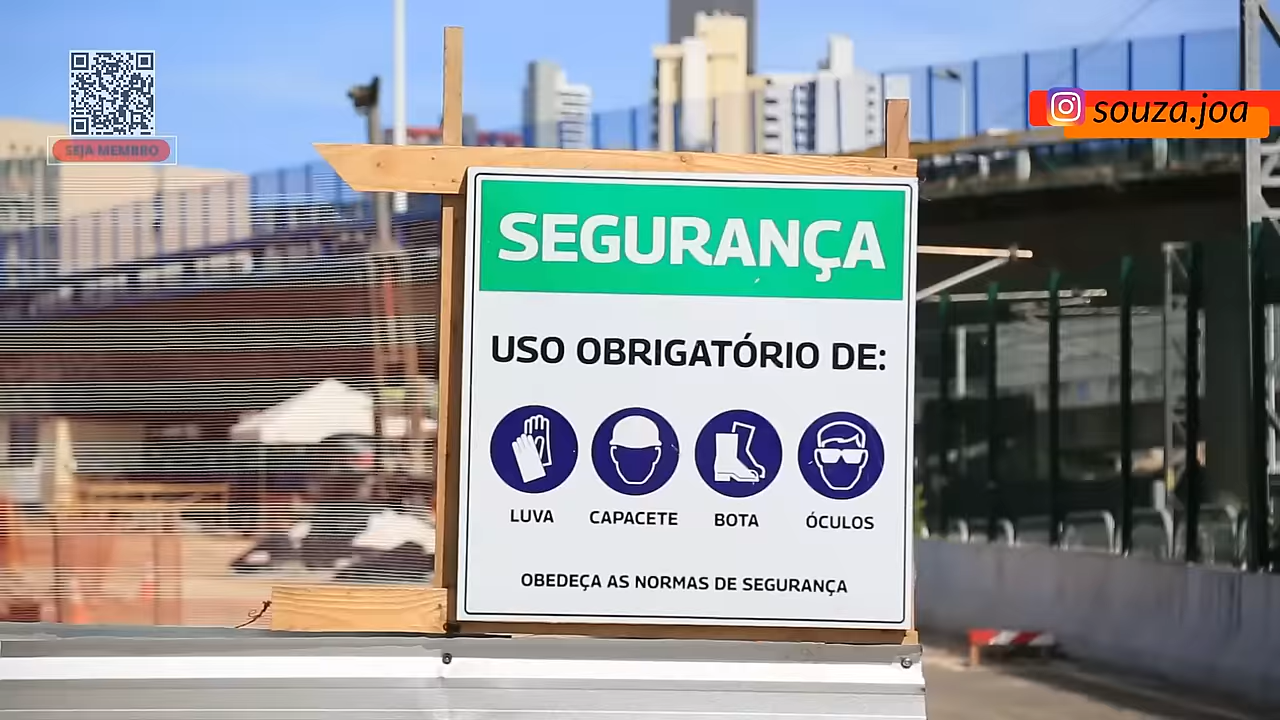 SEJA MEMBRO
souza.joa
SEGURANÇA
USO OBRIGATÓRIO DE:
LUVA CAPACETE BOTA ÓCULOS
OBEDEÇA AS NORMAS DE SEGURANÇA